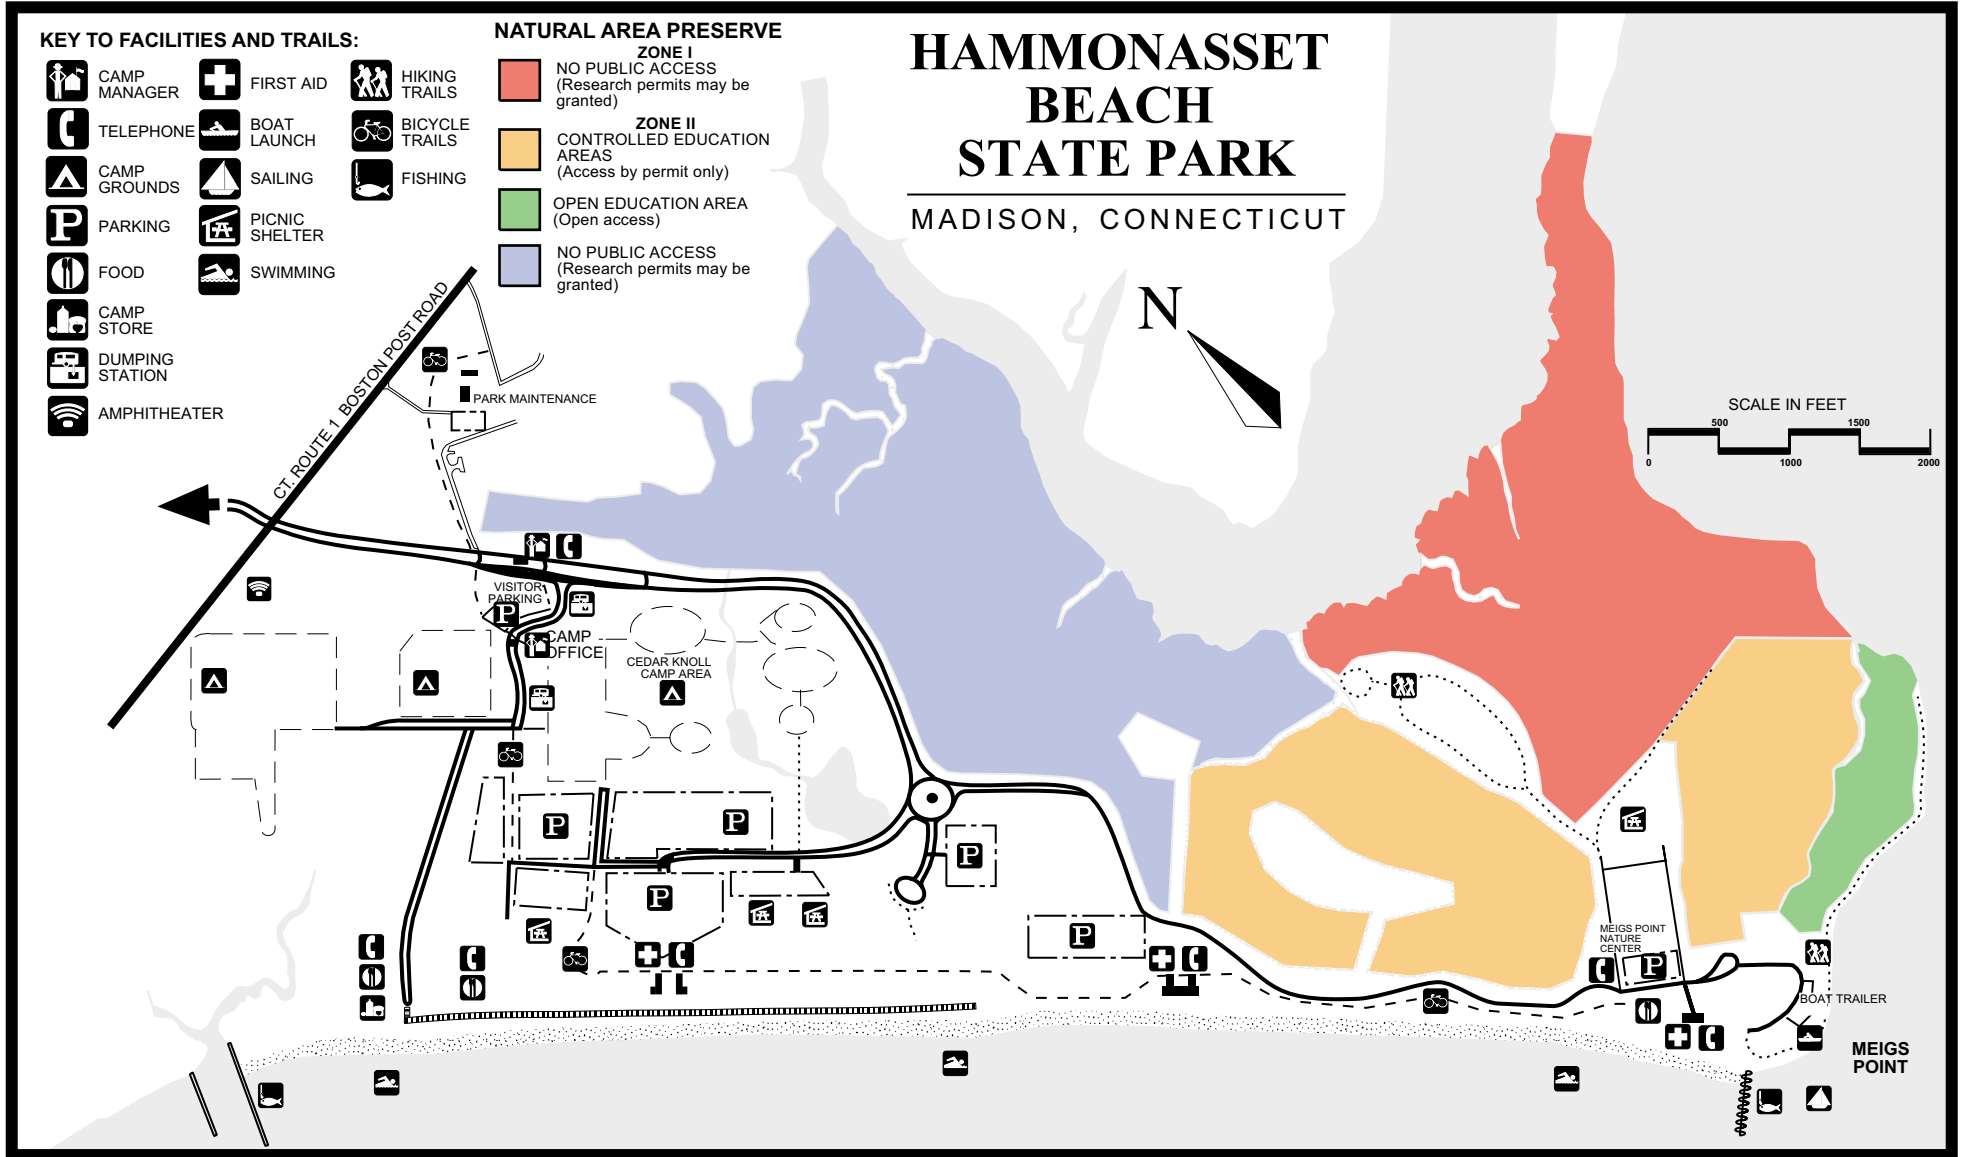 KEY TO FACILITIES AND TRAILS:
CAMP
MANAGER
TELEPHONE
CAMP
GROUNDS
P
PARKING
FOOD
CAMP
STORE
DUMPING
STATION
AMPHITHEATER
FIRST AID
BOAT
LAUNCH
SAILING
PICNIC
SHELTER
SWIMMING
HIKING
TRAILS
BICYCLE
TRAILS
FISHING
NATURAL AREA PRESERVE
ZONE I
NO PUBLIC ACCESS
(Research permits may be
granted)
ZONE II
CONTROLLED EDUCATION
AREAS
(Access by permit only)
OPEN EDUCATION AREA
(Open access)
NO PUBLIC ACCESS
(Research permits may be
granted)
HAMMONASSET
BEACH
STATE PARK
MADISON, CONNECTICUT
N
SCALE IN FEET
500
1500
0
1000
2000
CT. ROUTE 1 BOSTON POST ROAD
PARK MAINTENANCE
VISITOR
PARKING
P
CAMP
OFFICE
CEDAR KNOLL
CAMP AREA
P
P
P
P
P
MEIGS POINT
NATURE
CENTER
P
BOAT TRAILER
MEIGS
POINT